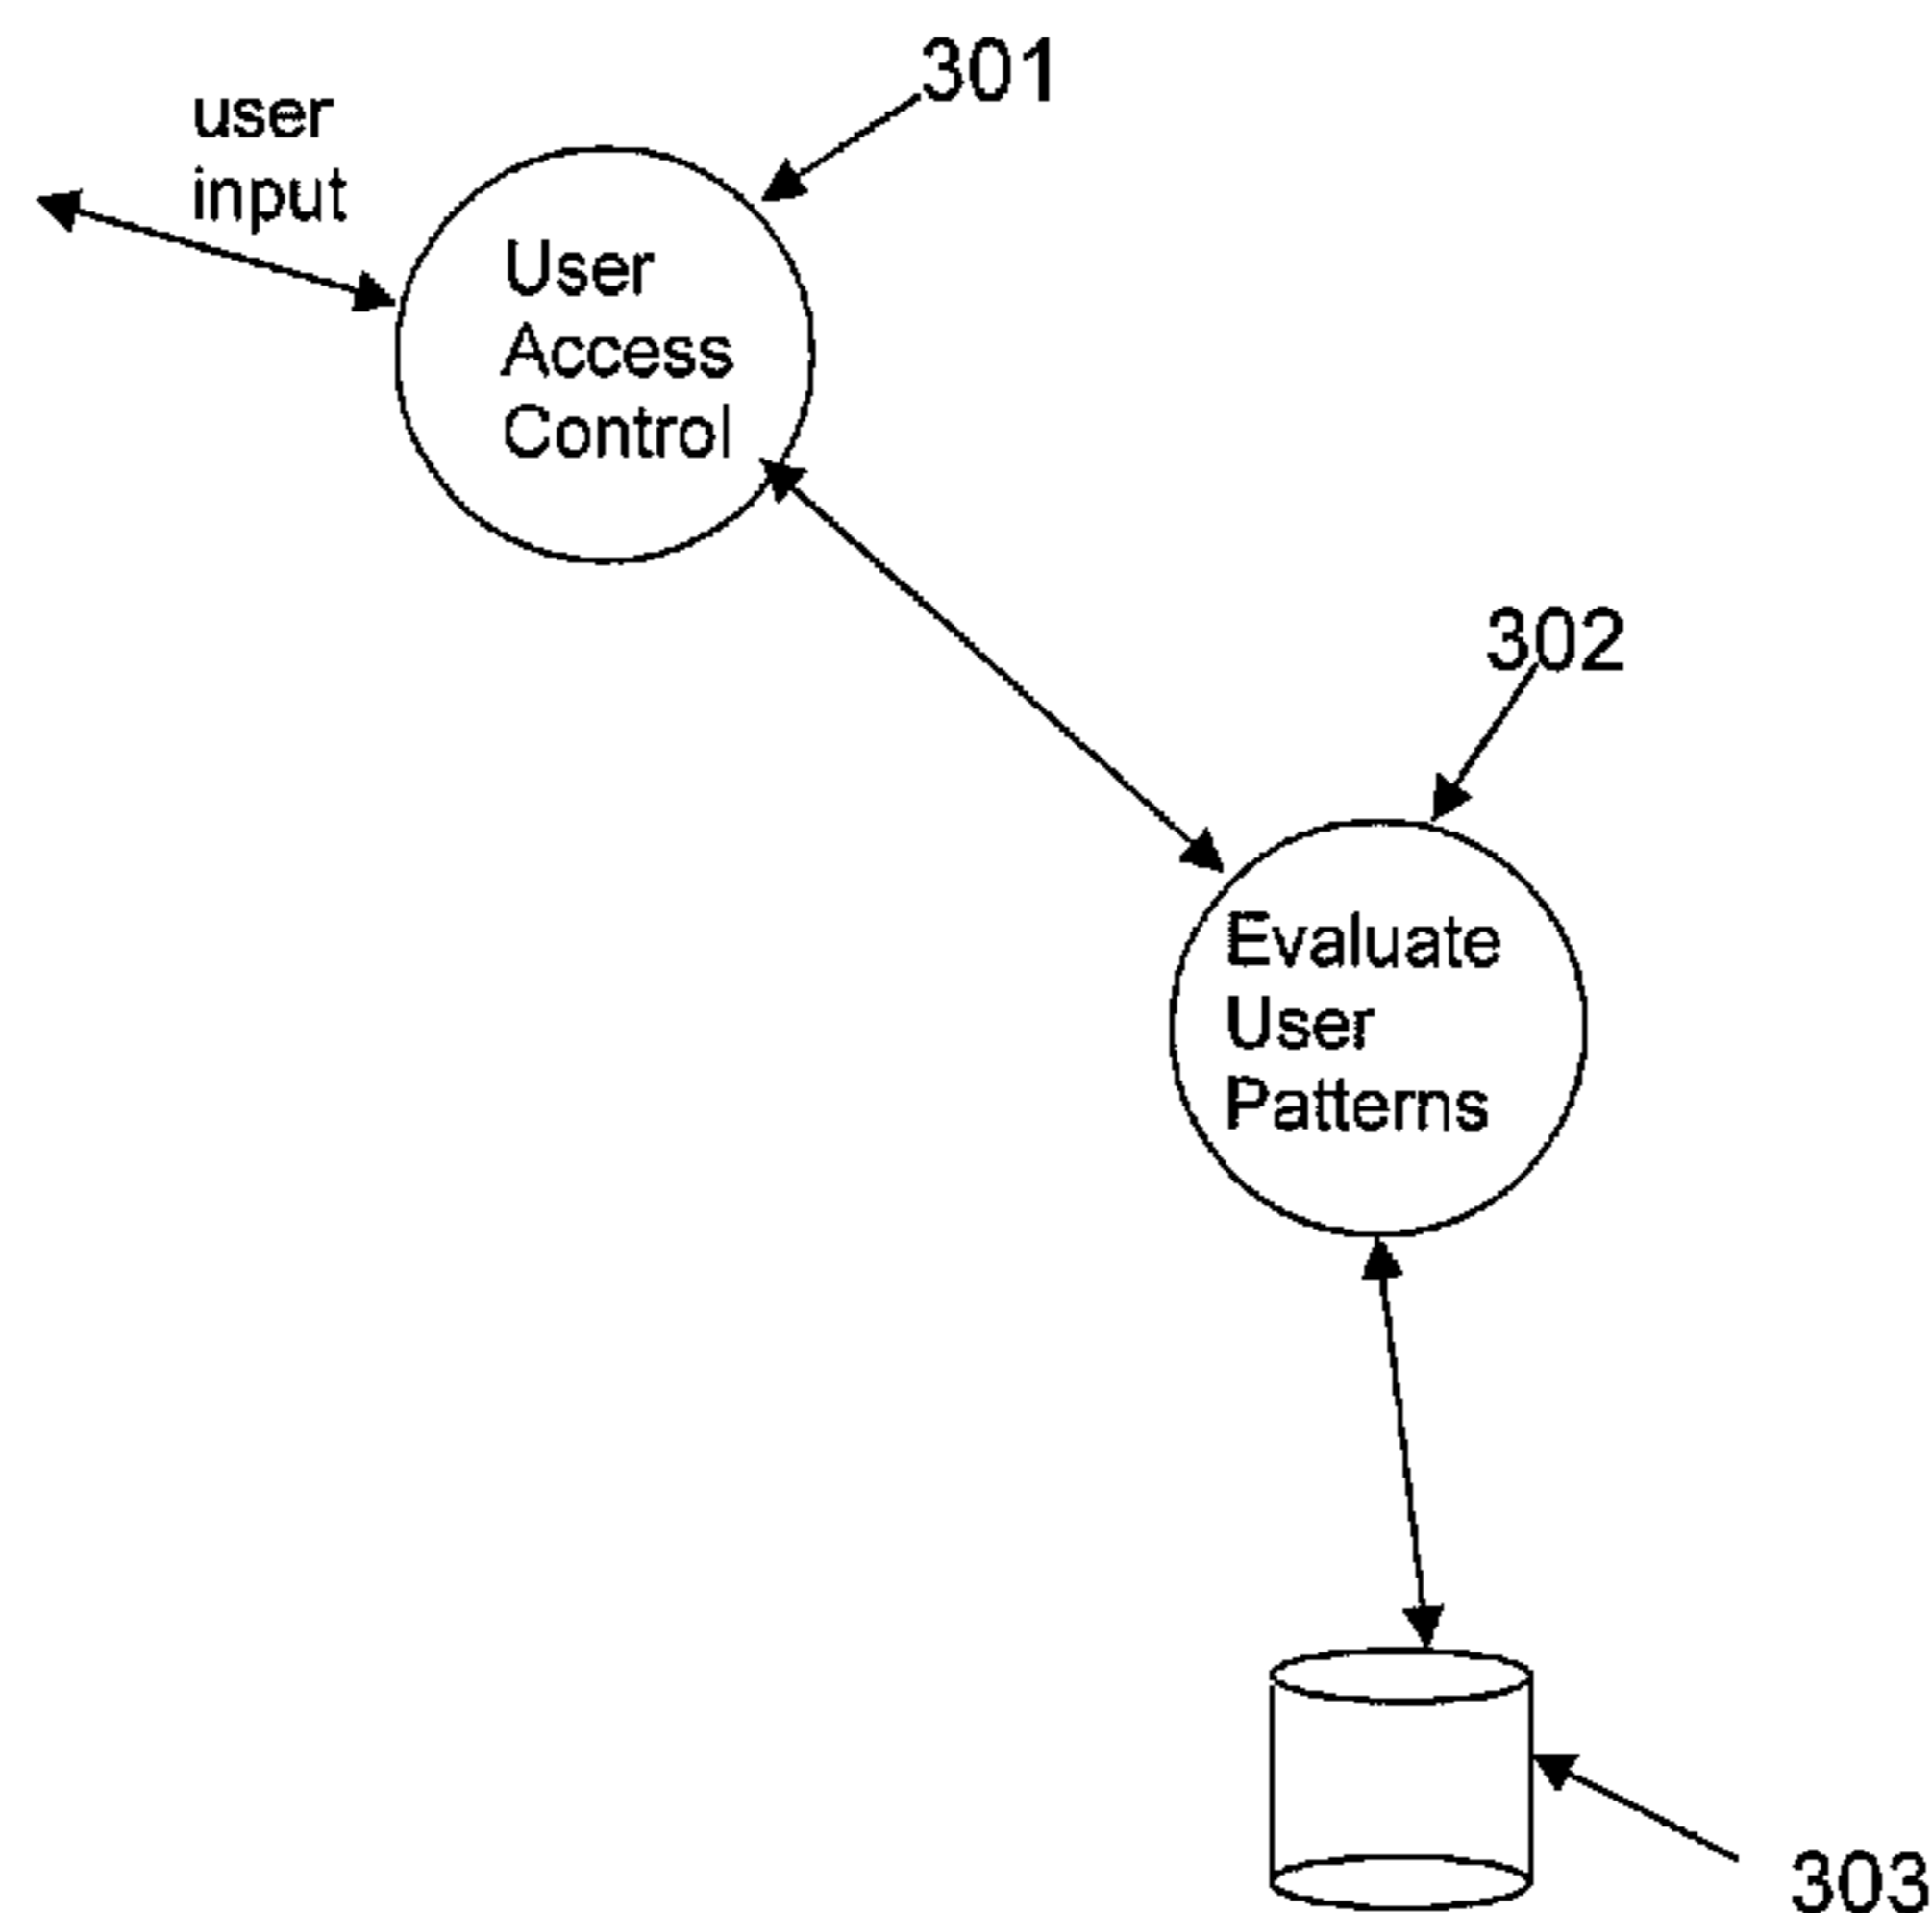 301
user
input
User
Access
Control
302
Evaluate
User
Patterns
303